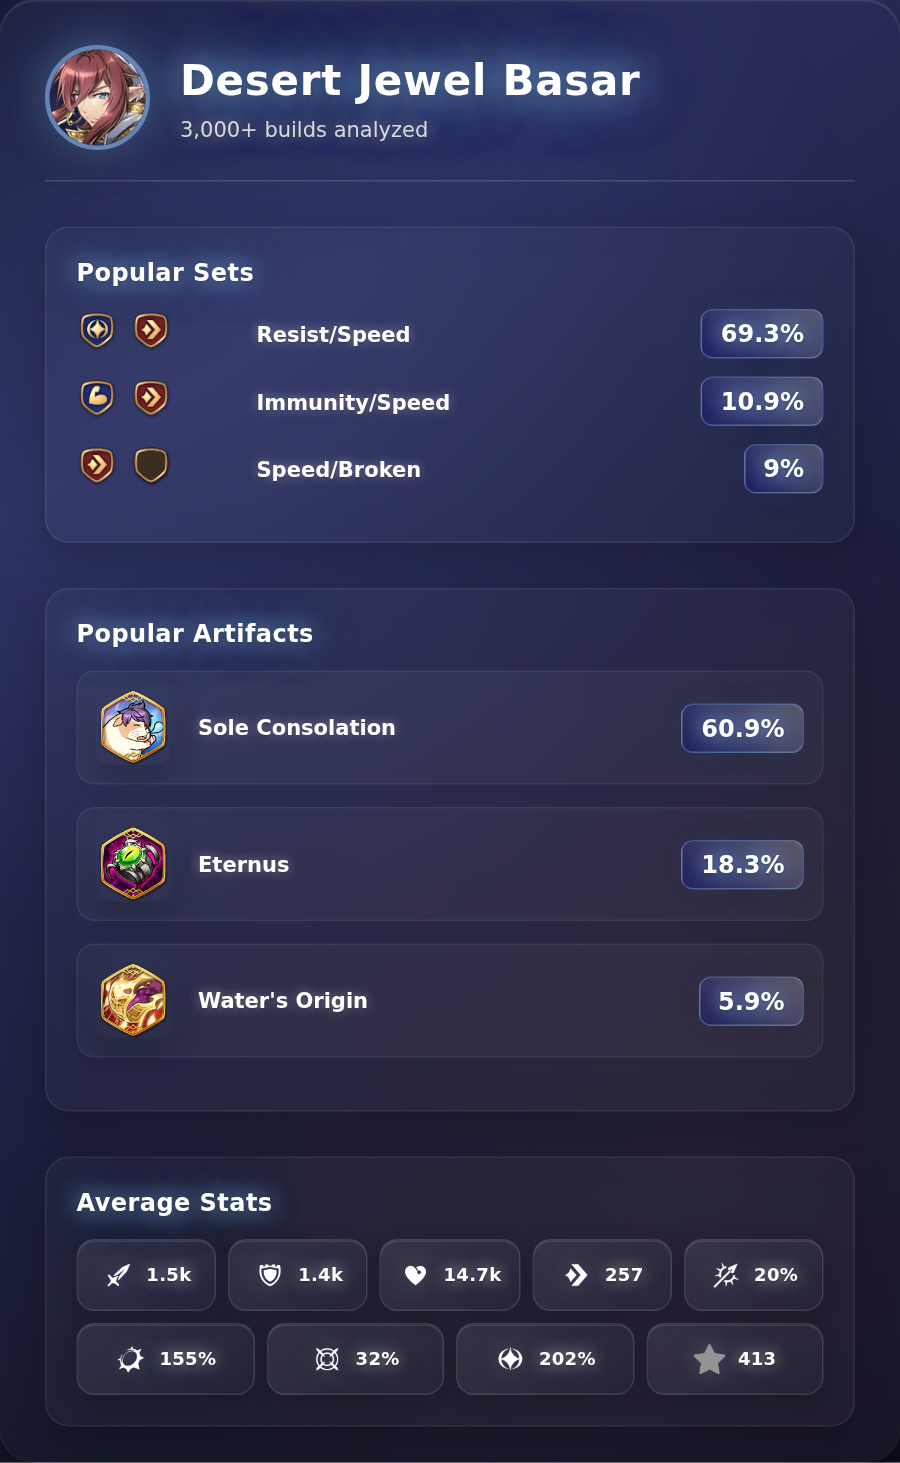 Desert Jewel Basar
3,000+ builds analyzed
Popular Sets
Resist/Speed 69.3%
Immunity/Speed 10.9%
Speed/Broken 9%
Popular Artifacts
Sole Consolation 60.9%
Eternus 18.3%
Water's Origin 5.9%
Average Stats
1.5k 1.4k 14.7k 257 20%
155% 32% 202% 413